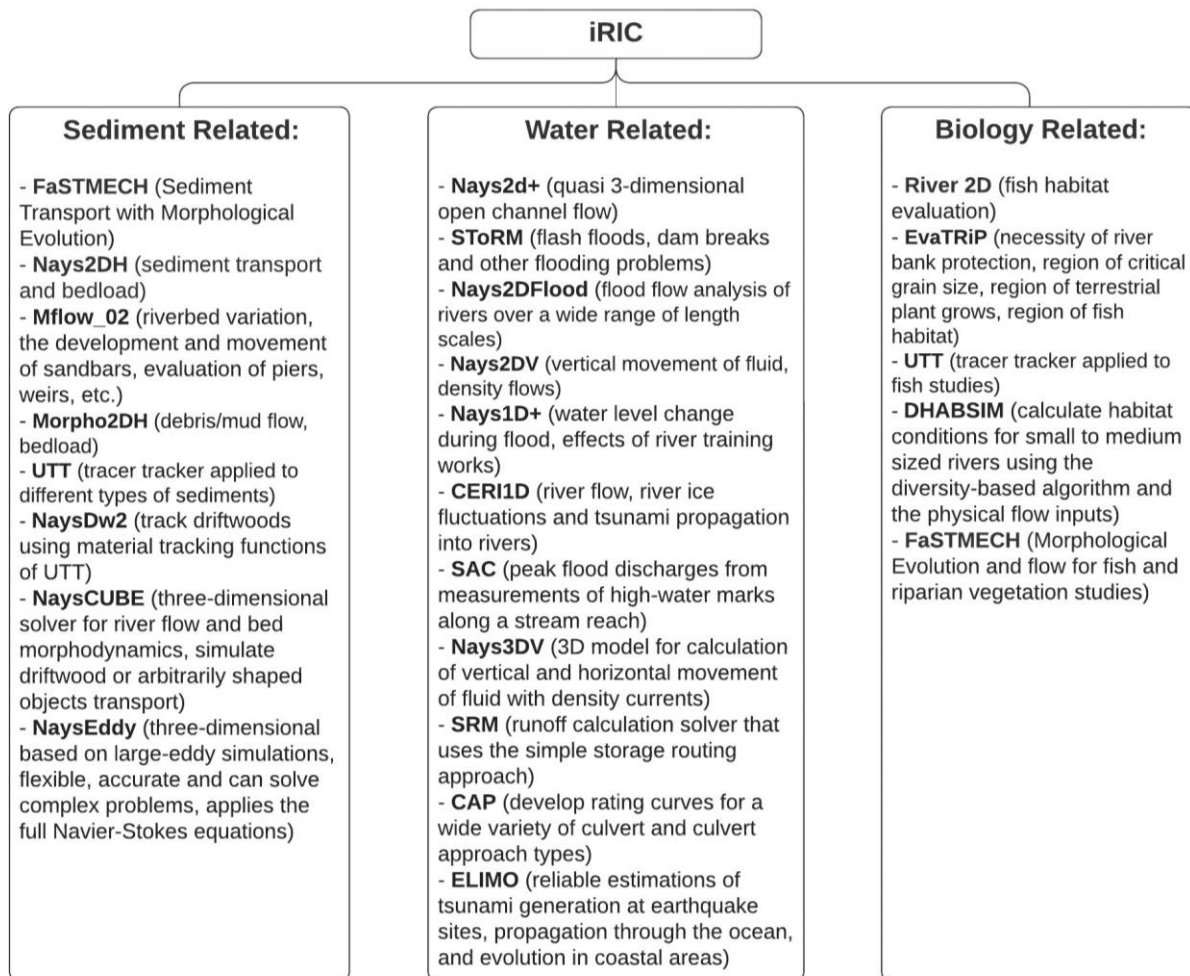 iRIC
Sediment Related:
- FaSTMECH (Sediment
Transport with Morphological
Evolution)
- Nays2DH (sediment transport
and bedload)
- Mflow_02 (riverbed variation,
the development and movement
of sandbars, evaluation of piers,
weirs, etc.)
- Morpho2DH (debris/mud flow,
bedload)
- UTT (tracer tracker applied to
different types of sediments)
- NaysDw2 (track driftwoods
using material tracking functions
of UTT)
- NaysCUBE (three-dimensional
solver for river flow and bed
morphodynamics, simulate
driftwood or arbitrarily shaped
objects transport)
- NaysEddy (three-dimensional
based on large-eddy simulations,
flexible, accurate and can solve
complex problems, applies the
full Navier-Stokes equations)
Water Related:
- Nays2d+ (quasi 3-dimensional
open channel flow)
- SToRM (flash floods, dam breaks
and other flooding problems)
- Nays2DFlood (flood flow analysis of
rivers over a wide range of length
scales)
- Nays2DV (vertical movement of fluid,
density flows)
- Nays1D+ (water level change
during flood, effects of river training
works)
- CERI1D (river flow, river ice
fluctuations and tsunami propagation
into rivers)
- SAC (peak flood discharges from
measurements of high-water marks
along a stream reach)
- Nays3DV (3D model for calculation
of vertical and horizontal movement
of fluid with density currents)
- SRM (runoff calculation solver that
uses the simple storage routing
approach)
- CAP (develop rating curves for a
wide variety of culvert and culvert
approach types)
- ELIMO (reliable estimations of
tsunami generation at earthquake
sites, propagation through the ocean,
and evolution in coastal areas)
Biology Related:
- River 2D (fish habitat
evaluation)
- EvaTRiP (necessity of river
bank protection, region of critical
grain size, region of terrestrial
plant grows, region of fish
habitat)
- UTT (tracer tracker applied to
fish studies)
- DHABSIM (calculate habitat
conditions for small to medium
sized rivers using the
diversity-based algorithm and
the physical flow inputs)
- FaSTMECH (Morphological
Evolution and flow for fish and
riparian vegetation studies)